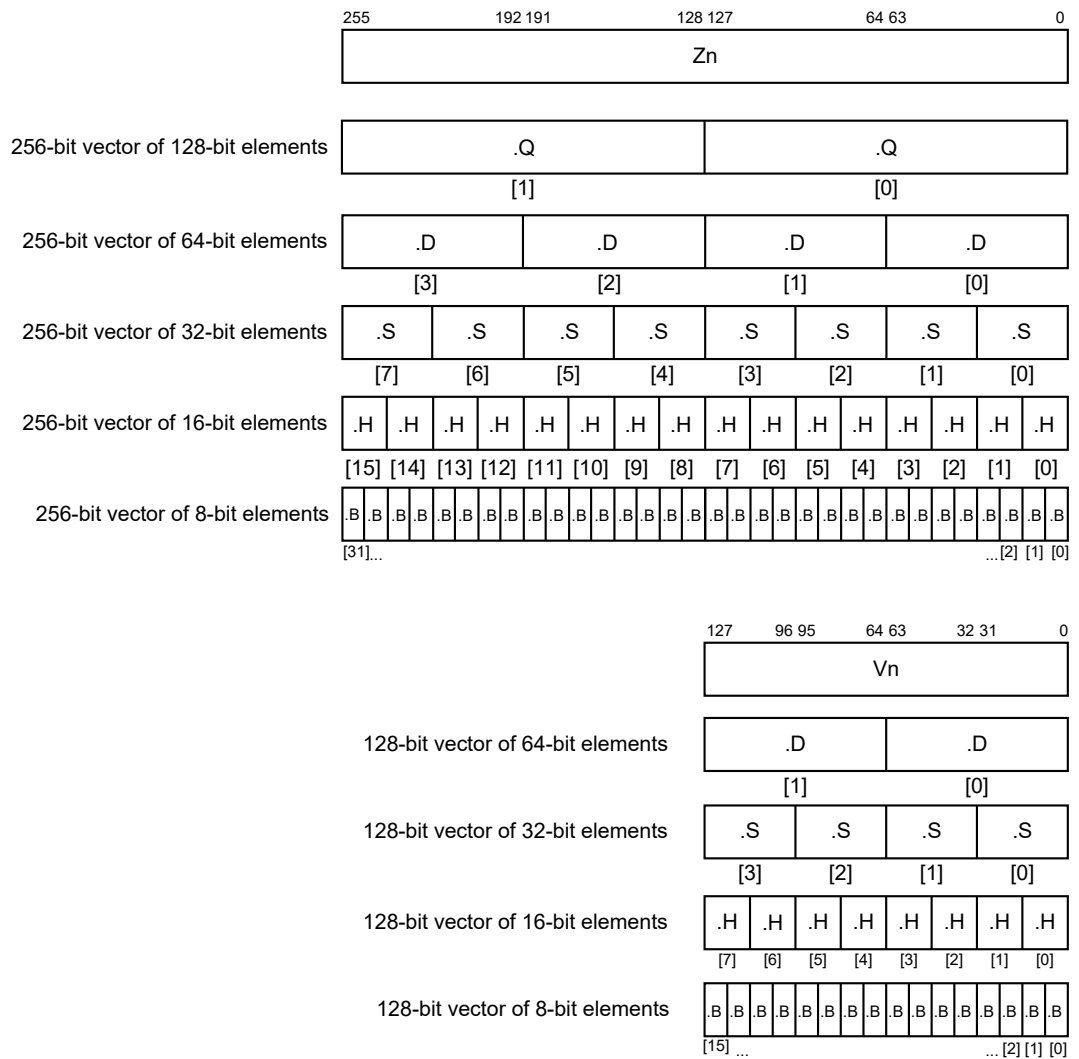 255 192 191 128 127 64 63 0
Zn
256-bit vector of 128-bit elements .Q .Q
[1] [0]
256-bit vector of 64-bit elements .D .D .D .D
[3] [2] [1] [0]
256-bit vector of 32-bit elements .S .S .S .S .S .S .S .S
[7] [6] [5] [4] [3] [2] [1] [0]
256-bit vector of 16-bit elements .H .H .H .H .H .H .H .H .H .H .H .H .H .H .H .H
[15] [14] [13] [12] [11] [10] [9] [8] [7] [6] [5] [4] [3] [2] [1] [0]
256-bit vector of 8-bit elements .B .B .B .B .B .B .B .B .B .B .B .B .B .B .B .B .B .B .B .B .B .B .B .B .B .B .B .B .B .B .B .B
[31]... ...[2] [1] [0]
127 96 95 64 63 32 31 0
Vn
128-bit vector of 64-bit elements .D .D
[1] [0]
128-bit vector of 32-bit elements .S .S .S .S
[3] [2] [1] [0]
128-bit vector of 16-bit elements .H .H .H .H .H .H .H .H
[7] [6] [5] [4] [3] [2] [1] [0]
128-bit vector of 8-bit elements .B .B .B .B .B .B .B .B .B .B .B .B .B .B .B .B
[15] ... ...[2] [1] [0]